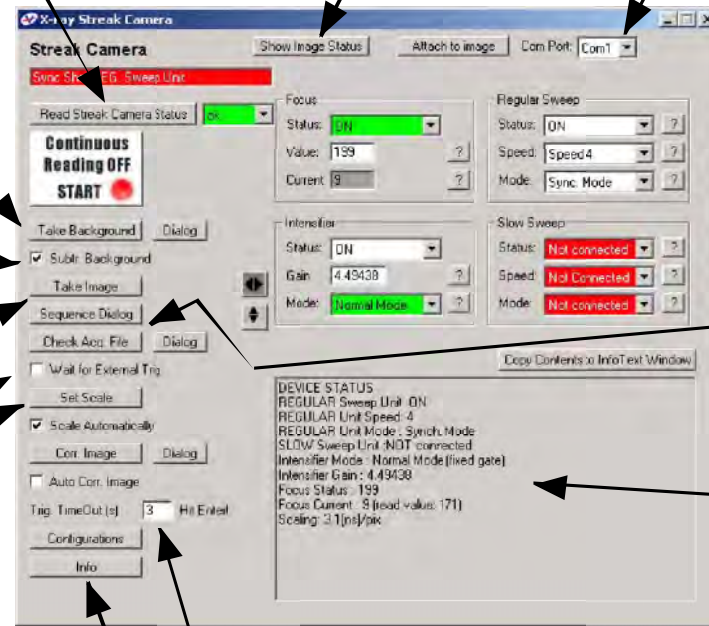 X-ray Streak Camera
Streak Camera
Show Image Status
Attach to image
Com Port: Com1
Sweep Unit
Read Streak Camera Status
ok
Continuous
Reading OFF
START
Focus
Status: ON
Value: 199 ?
Current 9 ?
Regular Sweep
Status: ON ?
Speed: Speed4 ?
Mode: Sync. Mode ?
Take Background Dialog
Subtr. Background
Take Image
Sequence Dialog
Check Acq. File Dialog
Wait for External Trig.
Set Scale
Scale Automatically
Corr. Image Dialog
Auto Corr. Image
Trig. TimeOut (s) 3 Hit Enter!
Configurations
Info
Intensifier
Status: ON
Gain 4.49438 ?
Mode: Normal Mode ?
Slow Sweep
Status: Not connected ?
Speed: Not Connected ?
Mode: Not connected ?
Copy Contents to InfoText Window
DEVICE STATUS
REGULAR Sweep Unit :ON
REGULAR Unit Speed: 4
REGULAR Unit Mode : Synch. Mode
SLOW Sweep Unit :NOT connected
Intensifier Mode : Normal Mode (fixed gate)
Intensifier Gain : 4.49438
Focus Status : 199
Focus Current : 9 (read value: 171)
Scaling: 3.1[ns]/pix